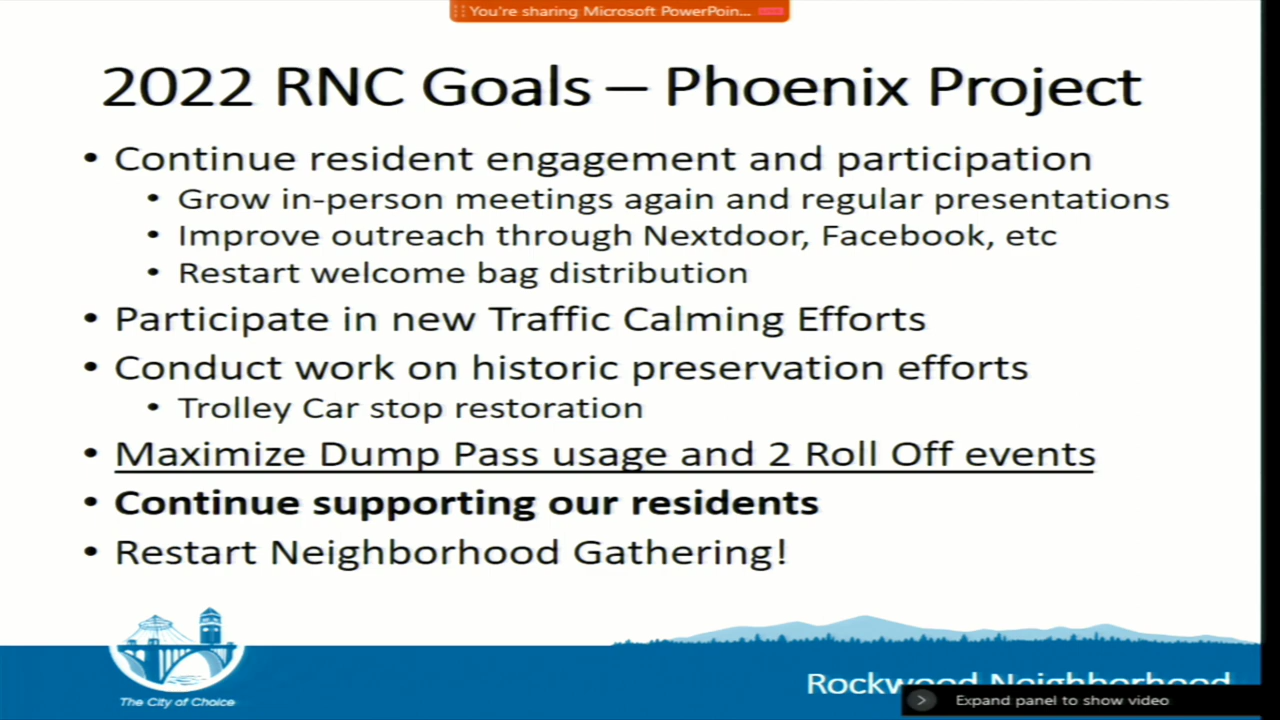 You're sharing Microsoft PowerPoin...
2022 RNC Goals – Phoenix Project
• Continue resident engagement and participation
• Grow in-person meetings again and regular presentations
• Improve outreach through Nextdoor, Facebook, etc
• Restart welcome bag distribution
• Participate in new Traffic Calming Efforts
• Conduct work on historic preservation efforts
• Trolley Car stop restoration
• Maximize Dump Pass usage and 2 Roll Off events
• Continue supporting our residents
• Restart Neighborhood Gathering!
The City of Choice
Rockwood Neighborhood
Expand panel to show video